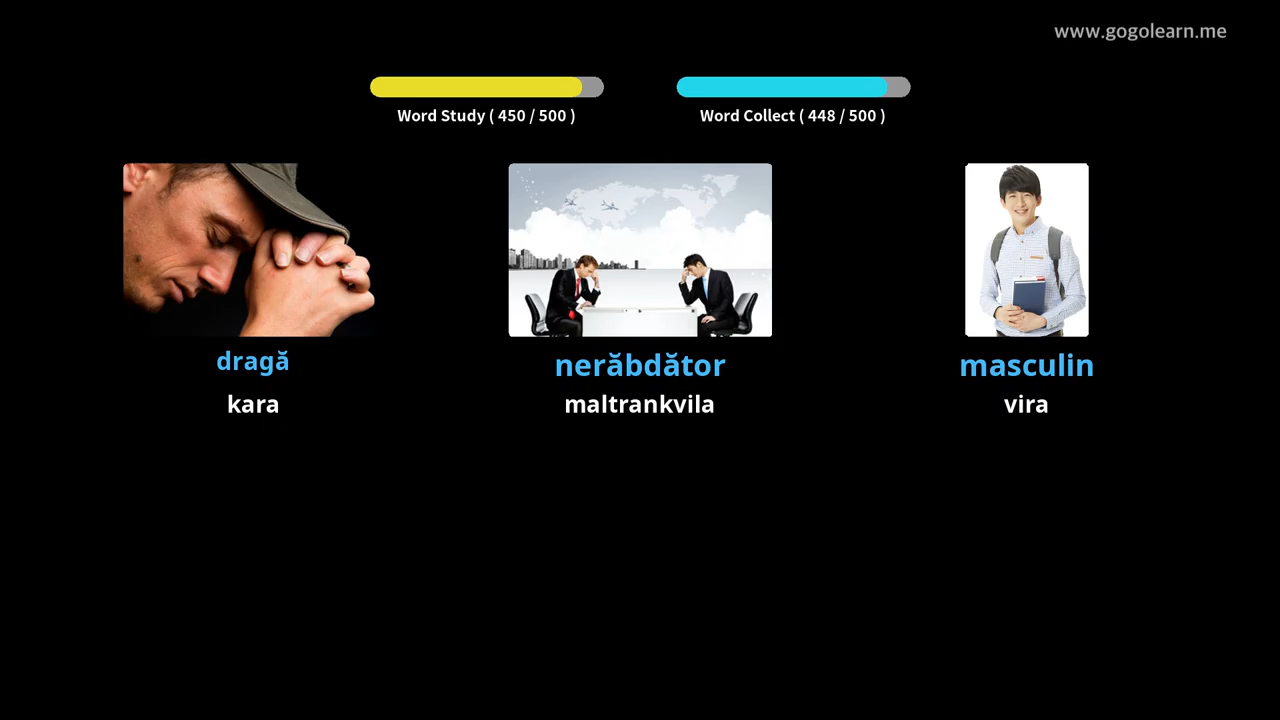 www.gogolearn.me
Word Study ( 450 / 500 )
Word Collect ( 448 / 500 )
dragă
nerăbdător
masculin
kara
maltrankvila
vira